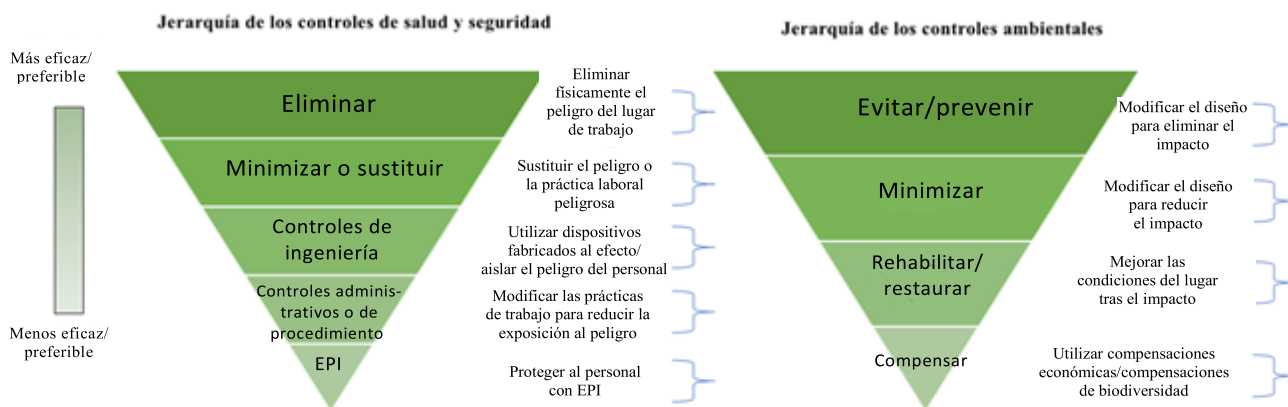 Jerarquía de los controles de salud y seguridad
Más eficaz/
preferible
Menos eficaz/
preferible
Eliminar
Minimizar o sustituir
Controles de
ingeniería
Controles adminis-
trativos o de
procedimiento
EPI
Eliminar
físicamente el
peligro del lugar
de trabajo
Sustituir el peligro o
la práctica laboral
peligrosa
Utilizar dispositivos
fabricados al efecto/
aislar el peligro del personal
Modificar las prácticas
de trabajo para reducir la
exposición al peligro
Proteger al personal
con EPI
Jerarquía de los controles ambientales
Evitar/prevenir
Minimizar
Rehabilitar/
restaurar
Compensar
Modificar el diseño
para eliminar el
impacto
Modificar el diseño
para reducir
el impacto
Mejorar las
condiciones del lugar
tras el impacto
Utilizar compensaciones
económicas/compensaciones
de biodiversidad